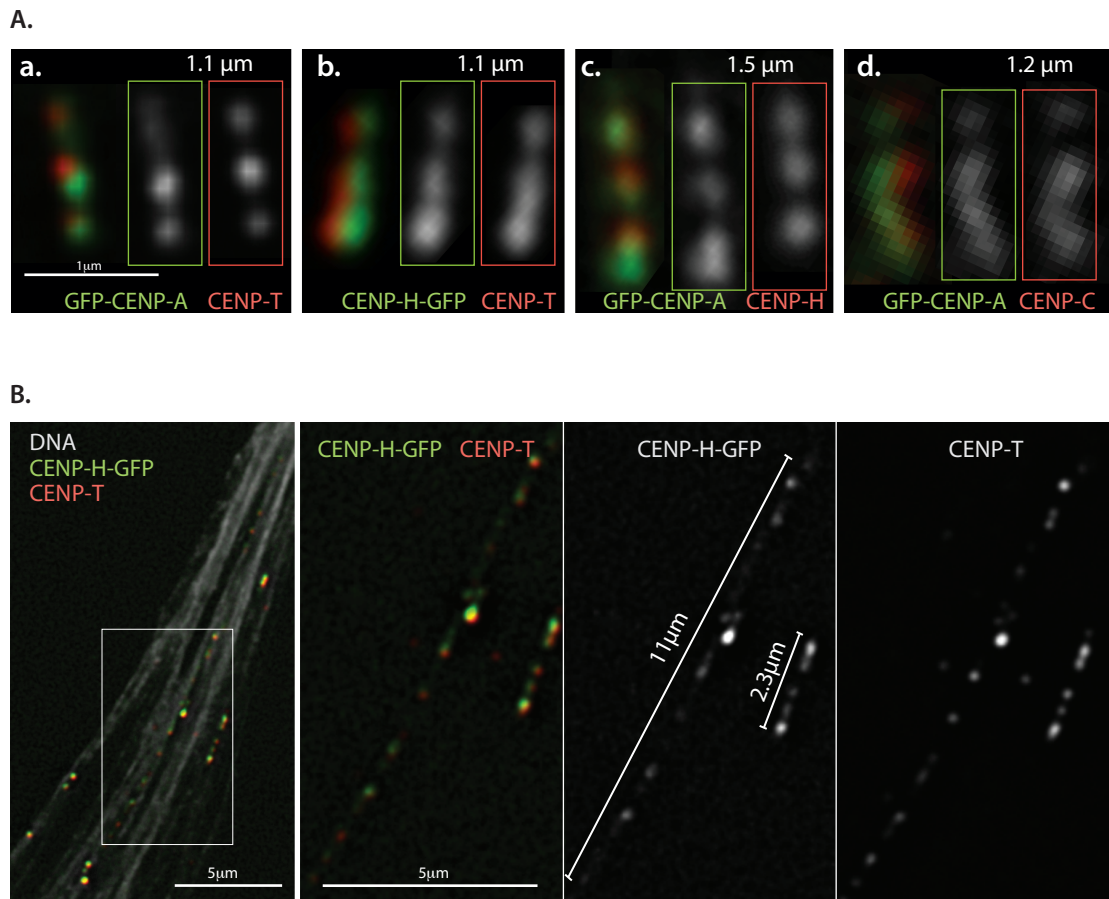 A.
a.
1.1 µm
1µm
GFP-CENP-A CENP-T
b.
1.1 µm
CENP-H-GFP CENP-T
c.
1.5 µm
GFP-CENP-A CENP-H
d.
1.2 µm
GFP-CENP-A CENP-C
B.
DNA
CENP-H-GFP
CENP-T
5µm
CENP-H-GFP CENP-T
5µm
CENP-H-GFP
11µm
2.3µm
CENP-T